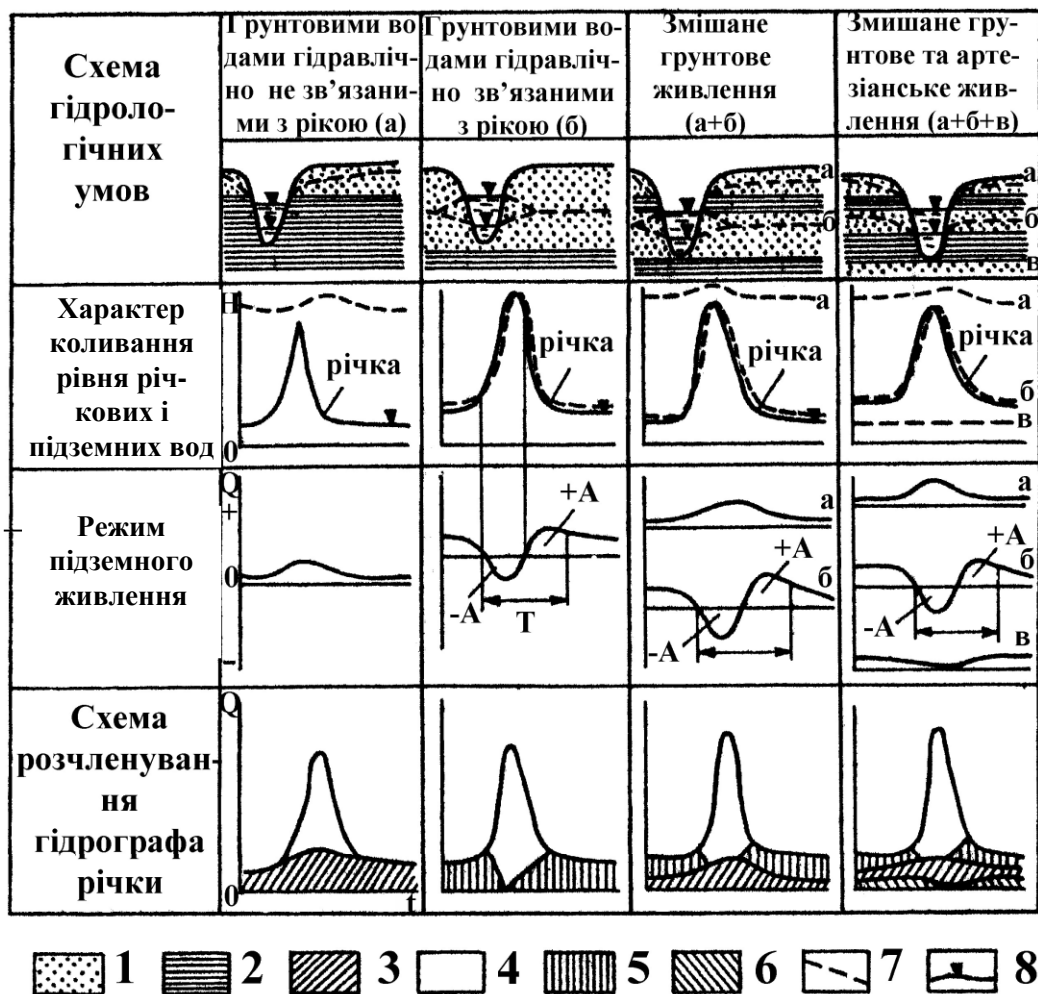 Схема
гідроло-
гічних
умов
Грунтовими во
дами гідравліч-
но не зв’язани-
ми з рікою (а)
Грунтовими во-
дами гідравліч-
но зв’язаними
з рікою (б)
Змішане
грунтове
живлення
(а+б)
Змишане гру-
нтове та арте-
зіанське жив-
лення (а+б+в)
а
б
а
б
в
Характер
коливання
рівня річ-
кових і
підземних вод
H
річка
0
річка
а
річка
а
річка
б
в
Режим
підземного
живлення
Q
+
0
–
+А
-А
Т
а
+А
б
-А
а
+А
б
-А
в
Схема
розчленуван-
ня
гідрографа
річки
Q
0
t
1 2 3 4 5 6 7 8